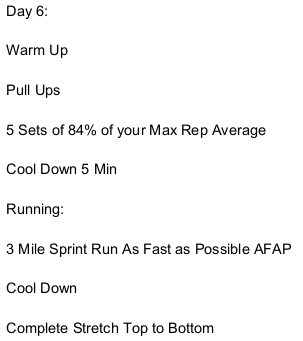 Day 6:
Warm Up
Pull Ups
5 Sets of 84% of your Max Rep Average
Cool Down 5 Min
Running:
3 Mile Sprint Run As Fast as Possible AFAP
Cool Down
Complete Stretch Top to Bottom